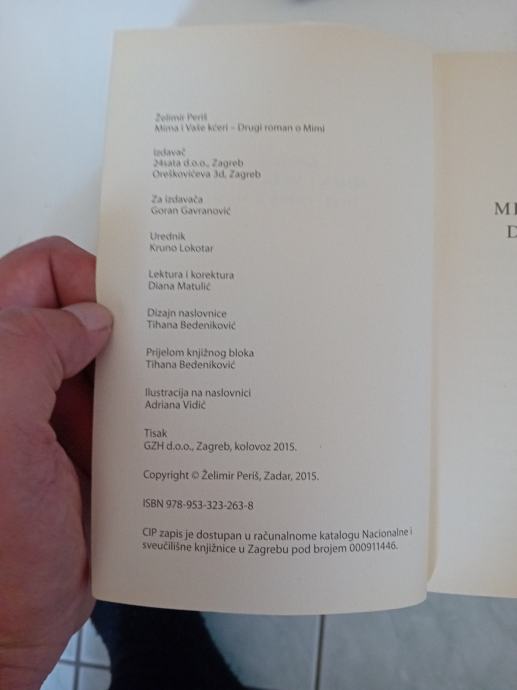 Želimir Periš
Mima i Vaše kćeri – Drugi roman o Mimi
Izdavač
24sata d.o.o., Zagreb
Oreškovićeva 3d, Zagreb
Za izdavača
Goran Gavranović
Urednik
Kruno Lokotar
Lektura i korektura
Diana Matulić
Dizajn naslovnice
Tihana Bedeniković
Prijelom knjižnog bloka
Tihana Bedeniković
Ilustracija na naslovnici
Adriana Vidić
Tisak
GZH d.o.o., Zagreb, kolovoz 2015.
Copyright © Želimir Periš, Zadar, 2015.
ISBN 978-953-323-263-8
CIP zapis je dostupan u računalnome katalogu Nacionalne i
sveučilišne knjižnice u Zagrebu pod brojem 000911446.